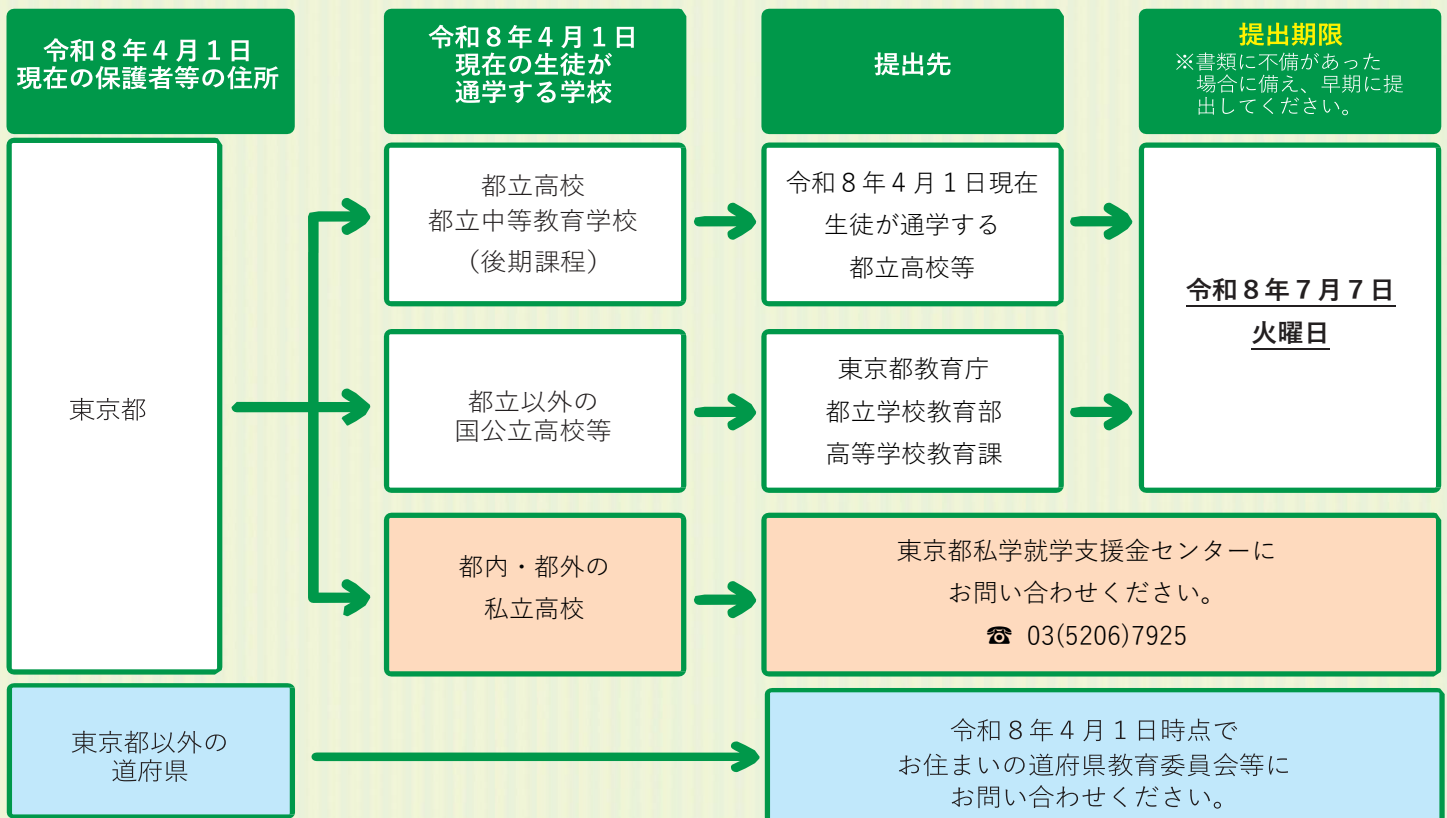 令和８年４月１日
現在の保護者等の住所
令和８年４月１日
現在の生徒が
通学する学校
提出先
提出期限
※書類に不備があった
場合に備え、早期に提
出してください。
東京都
都立高校
都立中等教育学校
（後期課程）
令和８年４月１日現在
生徒が通学する
都立高校等
令和８年７月７日
火曜日
都立以外の
国公立高校等
東京都教育庁
都立学校教育部
高等学校教育課
都内・都外の
私立高校
東京都私学就学支援金センターに
お問い合わせください。
☎ 03(5206)7925
東京都以外の
道府県
令和８年４月１日時点で
お住まいの道府県教育委員会等に
お問い合わせください。